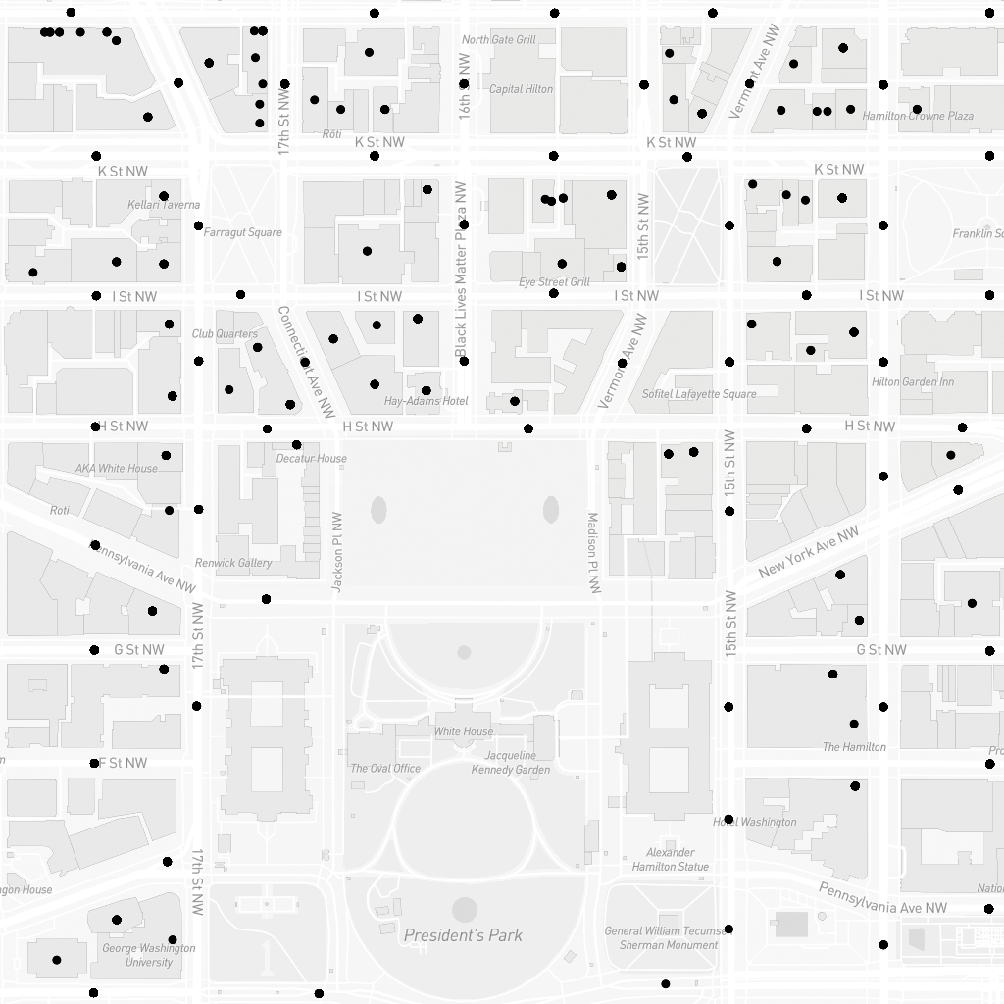 North Gate Grill
Vermont Ave NW
16th St NW
Capital Hilton
17th St NW
Hamilton Crowne Plaza
Rōti
K St NW
K St NW
K St NW
K St NW
Kellari Taverna
Black Lives Matter Plaza NW
15th St NW
Farragut Square
Franklin Sq
Eye Street Grill
I St NW
I St NW
I St NW
I St NW
Connecticut Ave NW
Vermont Ave NW
Club Quarters
Hay-Adams Hotel
Sofitel Lafayette Square
Hilton Garden Inn
H St NW
H St NW
H St NW
Decatur House
AKA White House
15th St NW
Roti
Jackson Pl NW
Madison Pl NW
Pennsylvania Ave NW
New York Ave NW
Renwick Gallery
17th St NW
15th St NW
G St NW
G St NW
White House
The Hamilton
The Oval Office
Jacqueline
Kennedy Garden
F St NW
Hotel Washington
Alexander
Hamilton Statue
17th St NW
Pennsylvania Ave NW
President's Park
General William Tecumse
Sherman Monument
George Washington
University